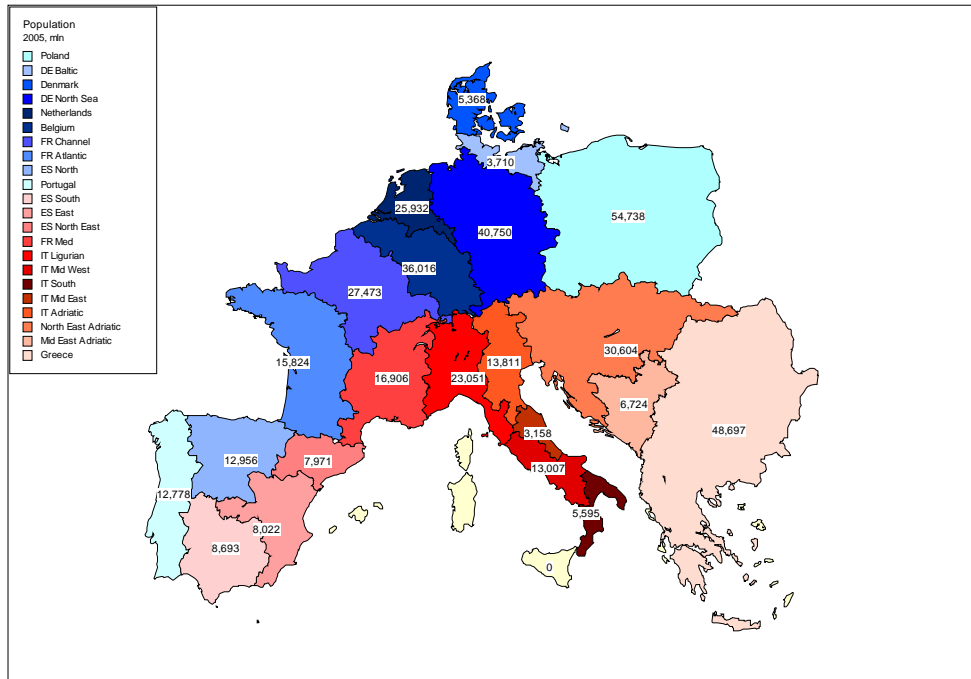 Population
2005, mln
Poland
DE Baltic
Denmark
DE North Sea
Netherlands
Belgium
FR Channel
FR Atlantic
ES North
Portugal
ES South
ES East
ES North East
FR Med
IT Ligurian
IT Mid West
IT South
IT Mid East
IT Adriatic
North East Adriatic
Mid East Adriatic
Greece
5,368
3,710
25,932
54,738
40,750
36,016
27,473
30,604
15,824
13,811
16,906
23,051
6,724
48,697
3,158
12,956
7,971
13,007
12,778
5,595
8,022
8,693
0